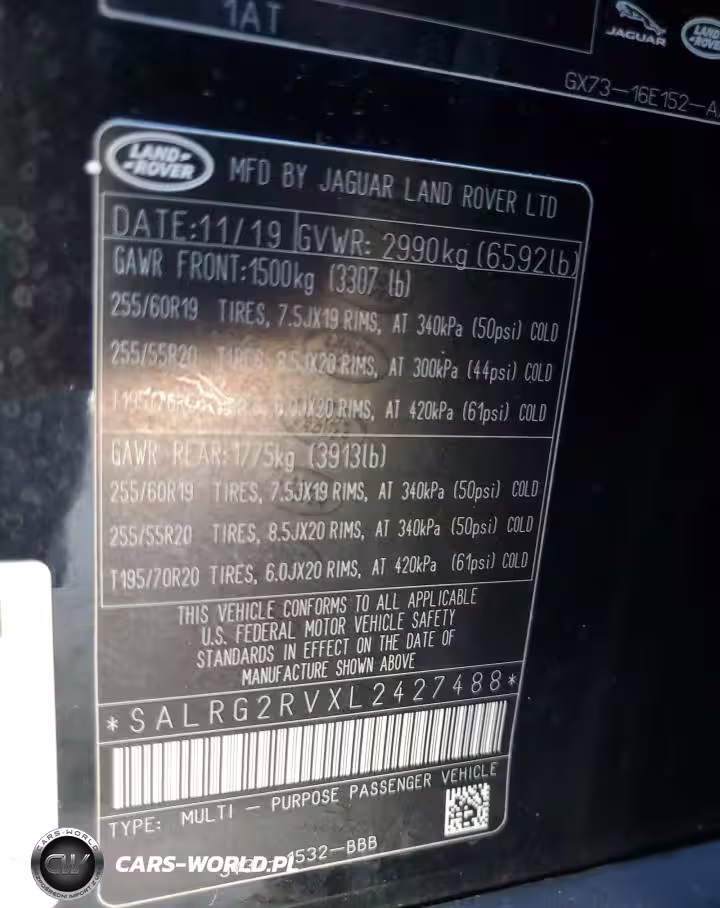 1AT
JAGUAR
LAND
ROVER
GX73-16E152-A
LAND-
-ROVER
MFD BY JAGUAR LAND ROVER LTD
DATE:11/19 GVWR: 2990kg (6592lb)
GAWR FRONT:1500kg (3307 lb)
255/60R19 TIRES, 7.5JX19 RIMS, AT 340kPa (50psi) COLD
255/55R20 TIRES, 8.5JX20 RIMS, AT 300kPa (44psi) COLD
RIMS, AT 420kPa (61psi) COLD
GAWR REAR:1775kg (3913lb)
255/60R19 TIRES, 7.5JX19 RIMS, AT 340kPa (50psi) COLD
255/55R20 TIRES, 8.5JX20 RIMS, AT 340kPa (50psi) COLD
T195/70R20 TIRES, 6.0JX20 RIMS, AT 420kPa (61psi) COLD
THIS VEHICLE CONFORMS TO ALL APPLICABLE
U.S. FEDERAL MOTOR VEHICLE SAFETY
STANDARDS IN EFFECT ON THE DATE OF
MANUFACTURE SHOWN ABOVE
*SALRG2RVXL2427488*
TYPE: MULTI - PURPOSE PASSENGER VEHICLE
CARS-WORLD
CW
CARS-WORLD.PL